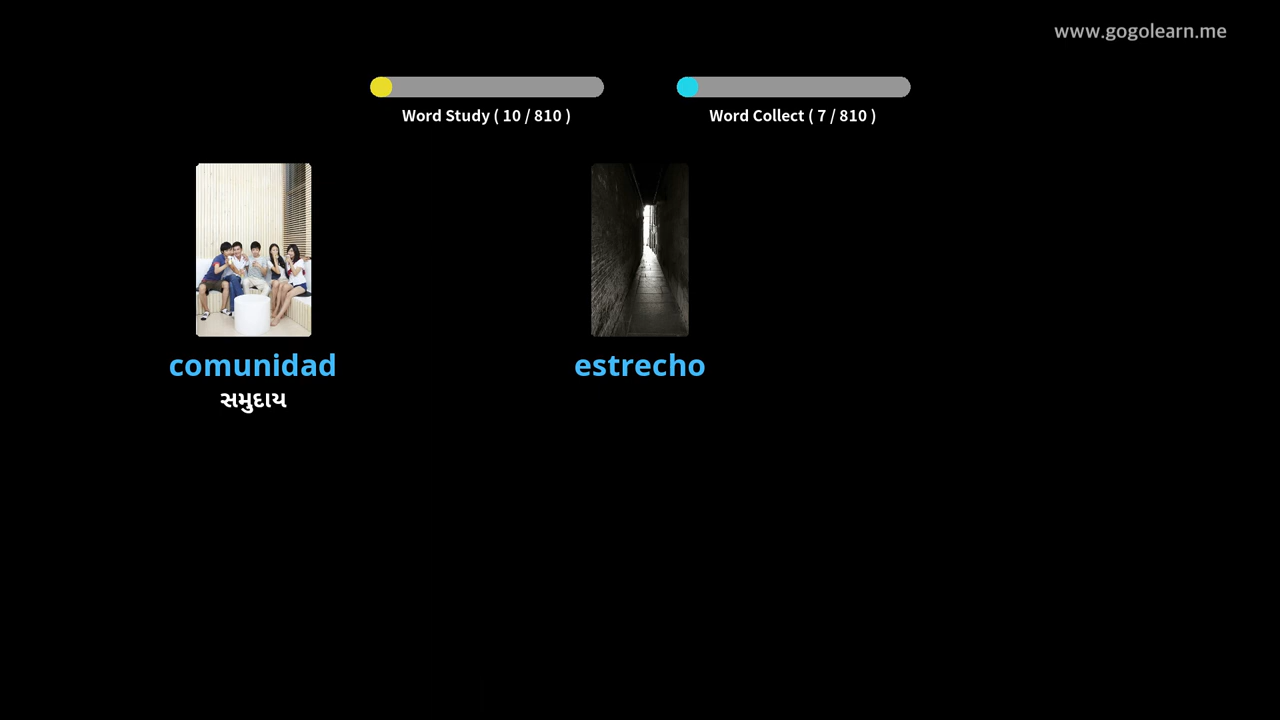 www.gogolearn.me
Word Study ( 10 / 810 )
Word Collect ( 7 / 810 )
comunidad
સમુદાય
estrecho